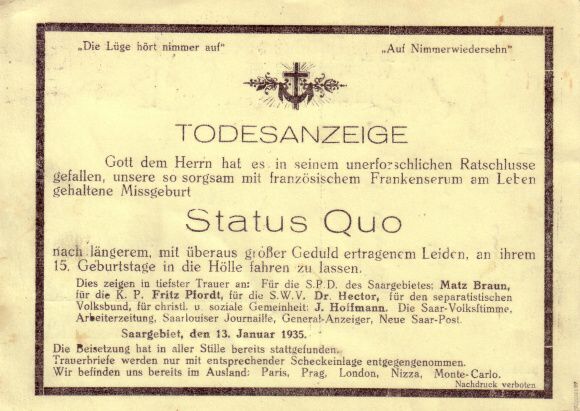 „Die Lüge hört nimmer auf“
„Auf Nimmerwiedersehn“
TODESANZEIGE
Gott dem Herrn hat es in seinem unerforschlichen Ratschlusse
gefallen, unsere so sorgsam mit französischem Frankenserum am Leben
gehaltene Missgeburt
Status Quo
nach längerem, mit überaus großer Geduld ertragenem Leiden, an ihrem
15. Geburtstage in die Hölle fahren zu lassen.
Dies zeigen in tiefster Trauer an: Für die S.P.D. des Saargebietes; Matz Braun,
für die K. P. Fritz Pfordt, für die S.W.V. Dr. Hector, für den separatistischen
Volksbund, für christl. u. soziale Gemeinheit: J. Hoffmann. Die Saar-Volksstimme,
Arbeiterzeitung, Saarlouiser Journaille, General-Anzeiger, Neue Saar-Post.
Saargebiet, den 13. Januar 1935.
Die Beisetzung hat in aller Stille bereits stattgefunden.
Trauerbriefe werden nur mit entsprechender Scheckeinlage entgegengenommen.
Wir befinden uns bereits im Ausland: Paris, Prag, London, Nizza, Monte-Carlo.
Nachdruck verboten